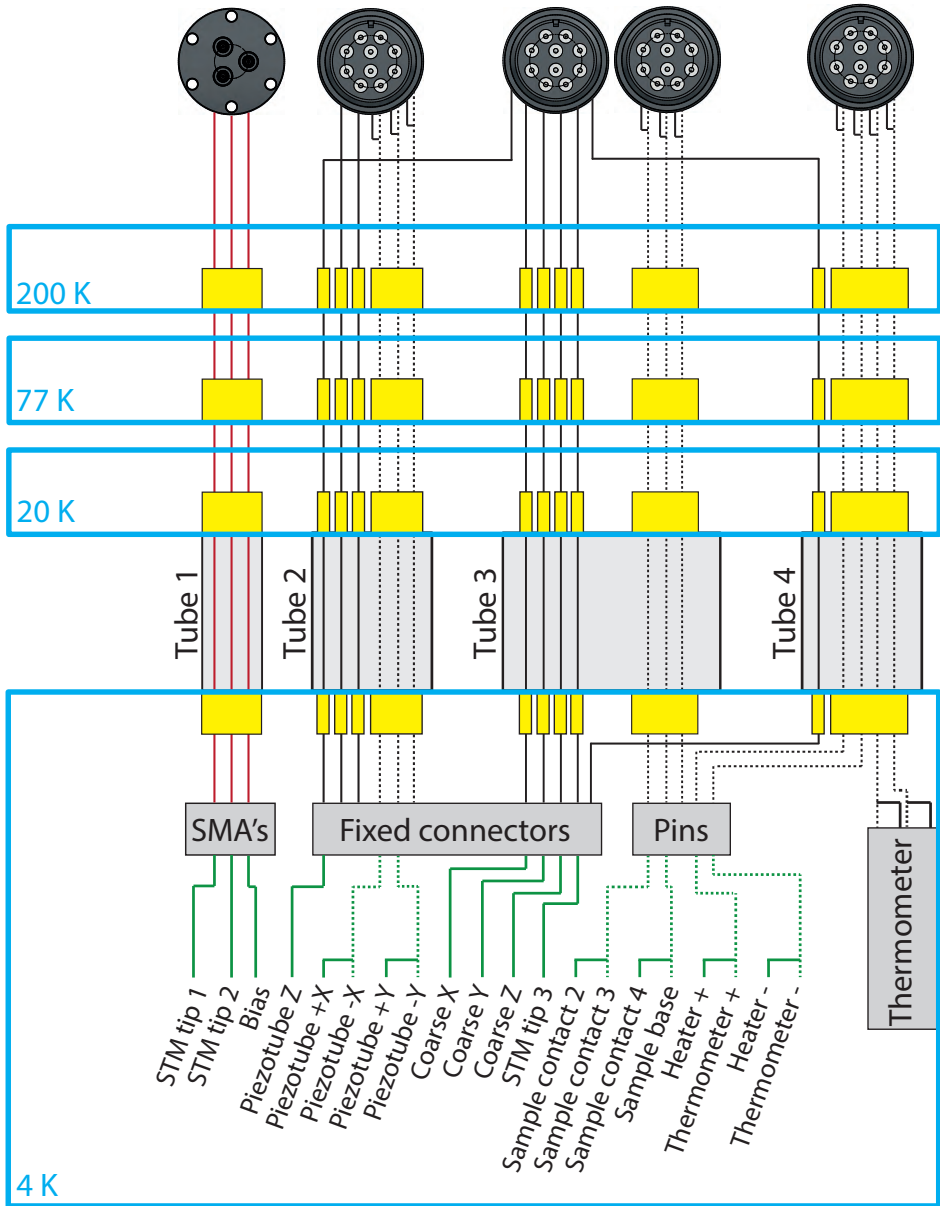 200 K
77 K
20 K
Tube 1
Tube 2
Tube 3
Tube 4
SMA's
Fixed connectors
Pins
Thermometer
STM tip 1
STM tip 2
Bias
Piezotube Z
Piezotube +X
Piezotube -X
Piezotube +Y
Piezotube -Y
Coarse X
Coarse Y
Coarse Z
STM tip 3
Sample contact 2
Sample contact 3
Sample contact 4
Sample base
Heater +
Thermometer +
Heater -
Thermometer -
4 K